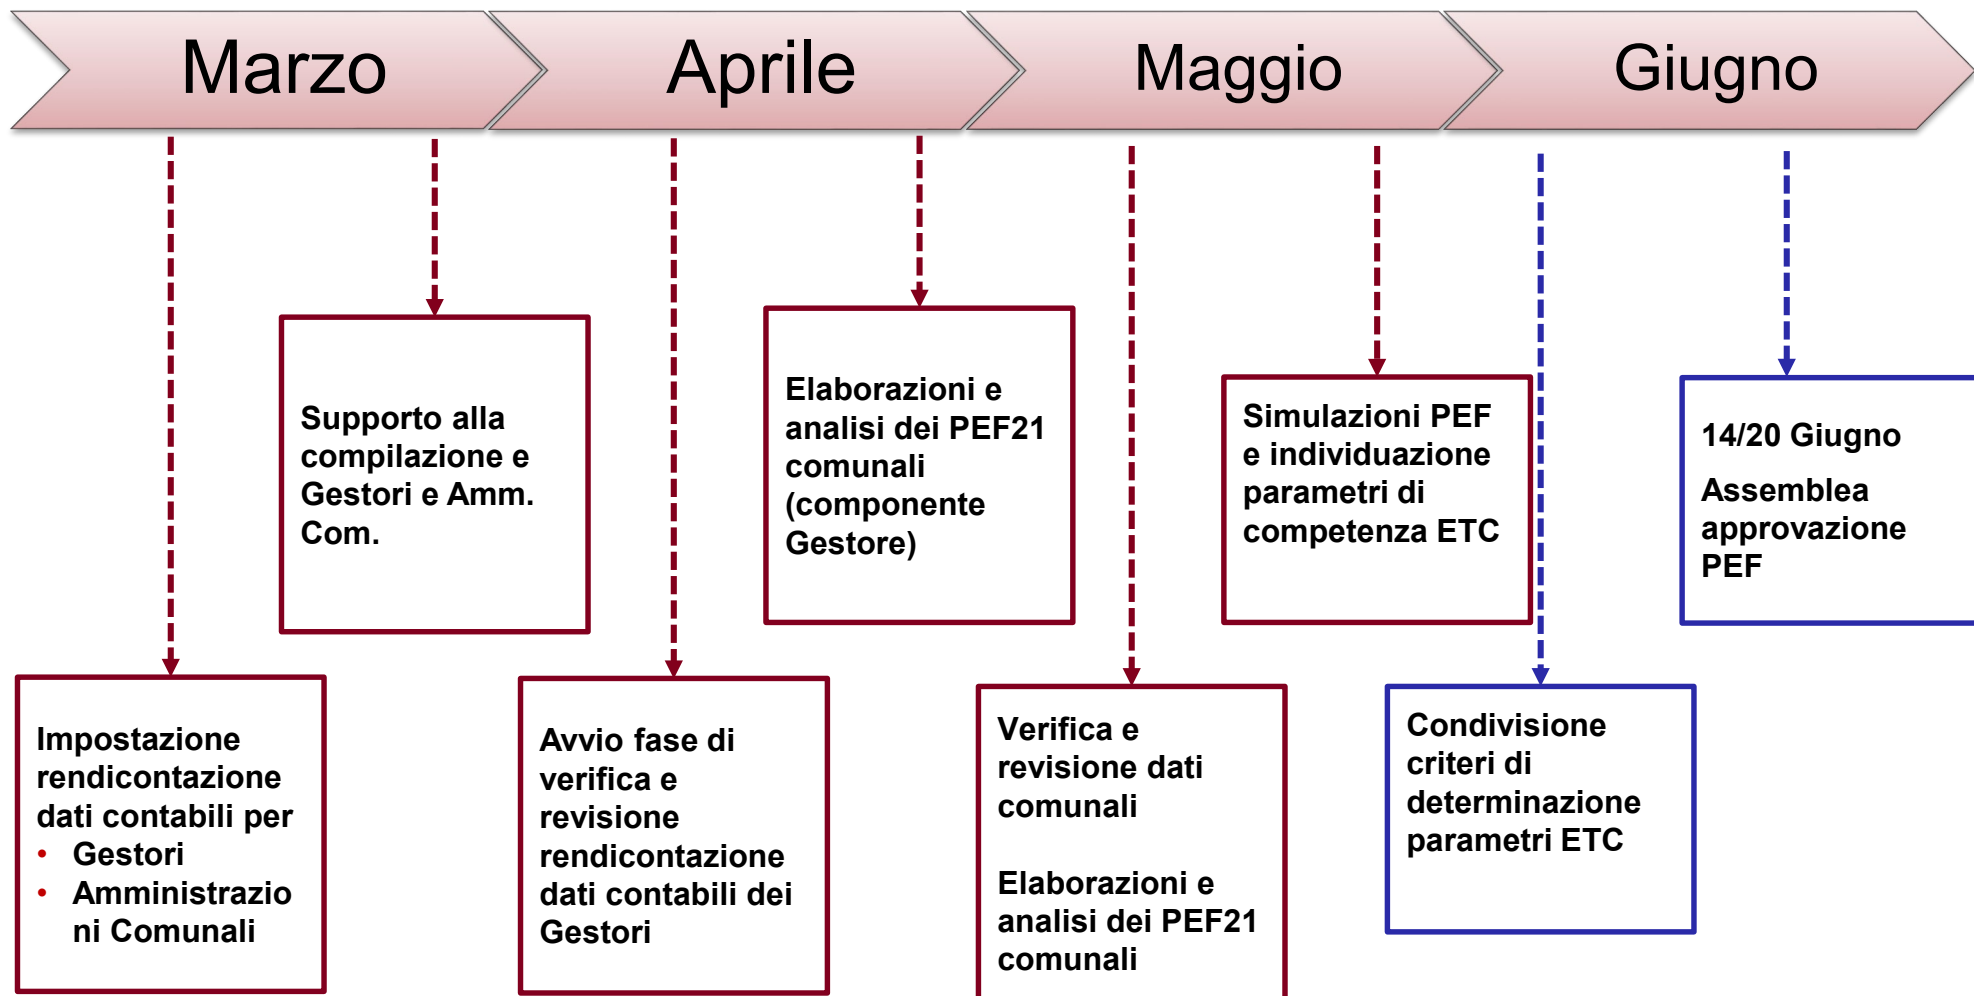 Marzo
Aprile
Maggio
Giugno
Supporto alla
compilazione e
Gestori e Amm.
Com.
Elaborazioni e
analisi dei PEF21
comunali
(componente
Gestore)
Simulazioni PEF
e individuazione
parametri di
competenza ETC
14/20 Giugno
Assemblea
approvazione
PEF
Impostazione
rendicontazione
dati contabili per
• Gestori
• Amministrazio
ni Comunali
Avvio fase di
verifica e
revisione
rendicontazione
dati contabili dei
Gestori
Verifica e
revisione dati
comunali
Elaborazioni e
analisi dei PEF21
comunali
Condivisione
criteri di
determinazione
parametri ETC